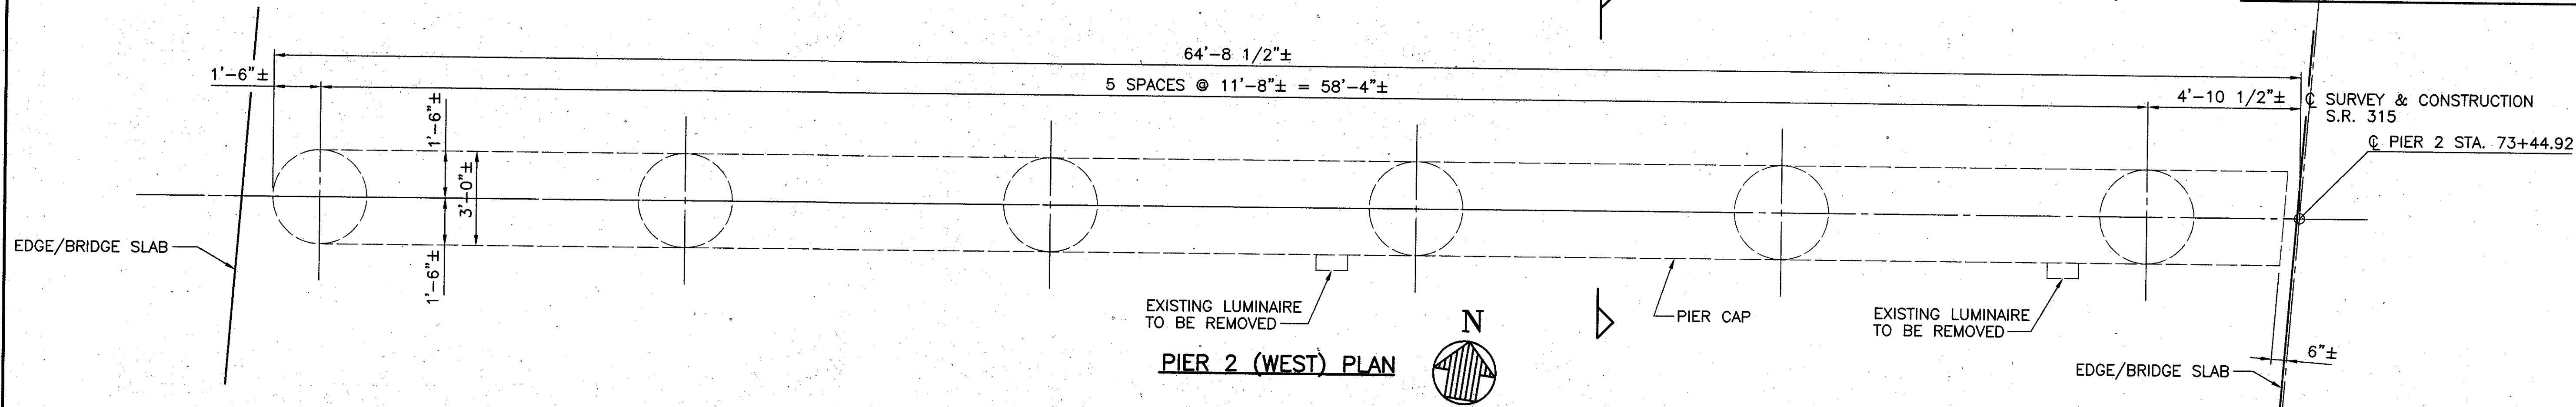 64'-8 1/2"±
1'-6"±
5 SPACES @ 11'-8"± = 58'-4"±
4'-10 1/2"±
℄ SURVEY & CONSTRUCTION
S.R. 315
℄ PIER 2 STA. 73+44.92
1'-6"±
3'-0"±
1'-6"±
EDGE/BRIDGE SLAB
EXISTING LUMINAIRE
TO BE REMOVED
N
PIER CAP
EXISTING LUMINAIRE
TO BE REMOVED
PIER 2 (WEST) PLAN
6"±
EDGE/BRIDGE SLAB